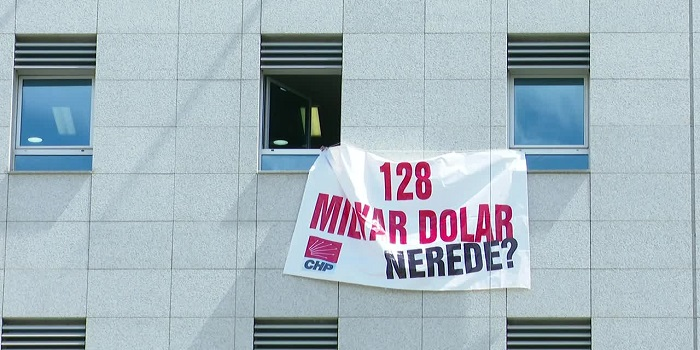 128
MİLYAR DOLAR
NEREDE?
CHP